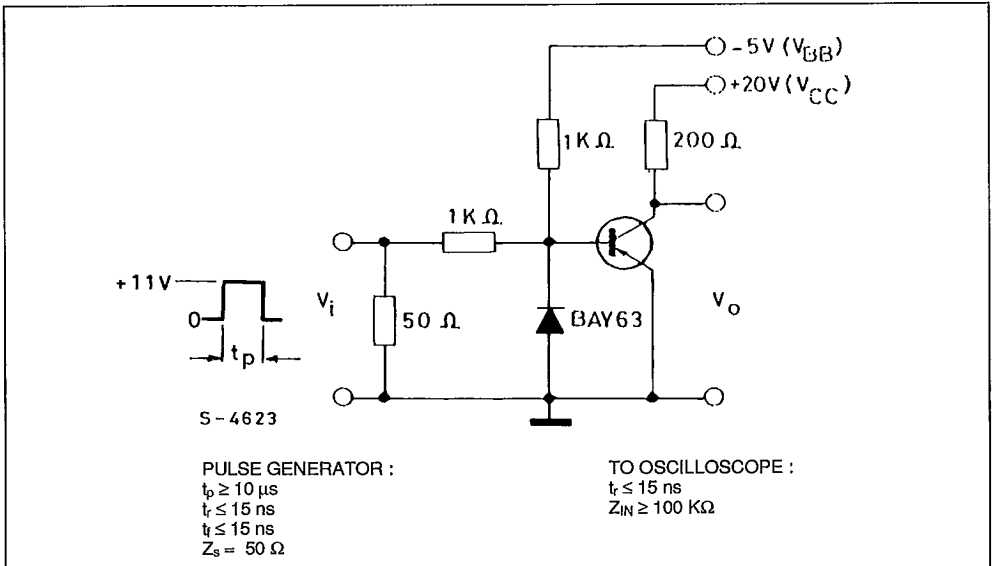 -5V (VBB)
+20V (VCC)
1K Ω
200 Ω
1K Ω
+11V
0
tp
Vi
50 Ω
BAY63
Vo
S-4623
PULSE GENERATOR :
tp ≥ 10 μs
tr ≤ 15 ns
tf ≤ 15 ns
Zs = 50 Ω
TO OSCILLOSCOPE :
tr ≤ 15 ns
ZIN ≥ 100 KΩ